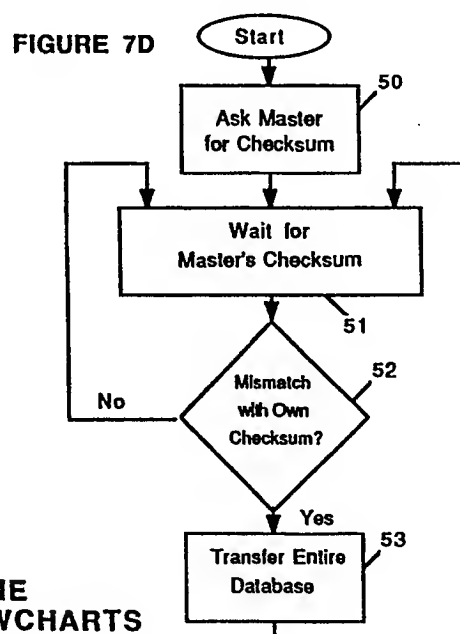 FIGURE 7D
Start
50
Ask Master
for Checksum
Wait for
Master's Checksum
51
52
Mismatch
with Own
Checksum?
No
Yes
53
Transfer Entire
Database